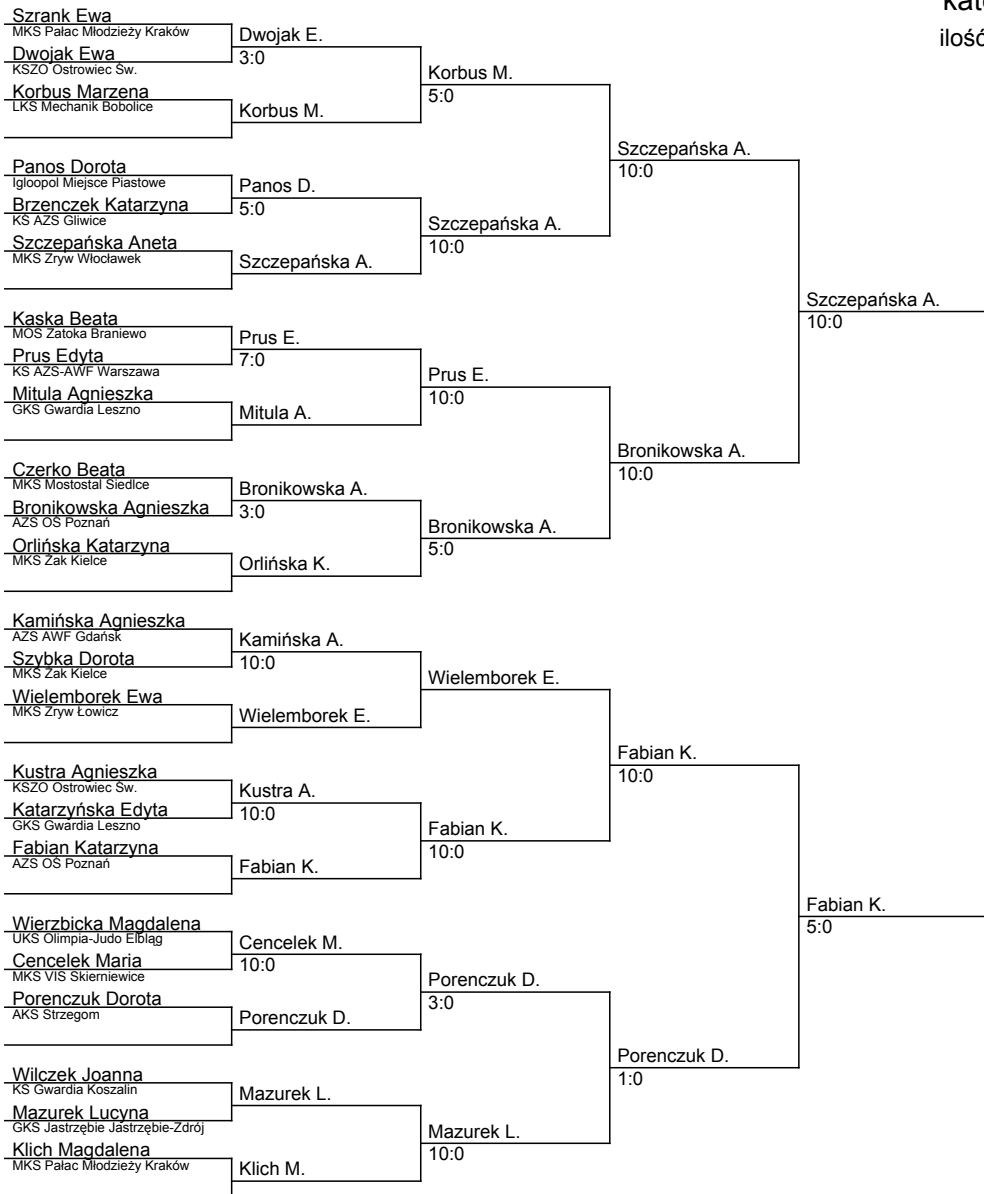 Szrank Ewa
MKS Pałac Młodzieży Kraków
Dwojak Ewa
KSZO Ostrowiec Św.
Korbus Marzena
LKS Mechanik Bobolice
Panos Dorota
Igloopol Miejsce Piastowe
Brzenczek Katarzyna
KS AZS Gliwice
Szczepańska Aneta
MKS Zryw Włocławek
Kaska Beata
MOS Zatoka Braniewo
Prus Edyta
KS AZS-AWF Warszawa
Mitula Agnieszka
GKS Gwardia Leszno
Czerko Beata
MKS Mostostal Siedlce
Bronikowska Agnieszka
AZS OŚ Poznań
Orlińska Katarzyna
MKS Żak Kielce
Kamińska Agnieszka
AZS AWF Gdańsk
Szybka Dorota
MKS Żak Kielce
Wielemborek Ewa
MKS Zryw Łowicz
Kustra Agnieszka
KSZO Ostrowiec Św.
Katarzyńska Edyta
GKS Gwardia Leszno
Fabian Katarzyna
AZS OŚ Poznań
Wierzbicka Magdalena
UKS Olimpia-Judo Elbląg
Cencelek Maria
MKS VIS Skierniewice
Porenczuk Dorota
AKS Strzegom
Wilczek Joanna
KS Gwardia Koszalin
Mazurek Lucyna
GKS Jastrzębie Jastrzębie-Zdrój
Klich Magdalena
MKS Pałac Młodzieży Kraków
Dwojak E.
3:0
Korbus M.
Panos D.
5:0
Szczepańska A.
Prus E.
7:0
Mitula A.
Bronikowska A.
3:0
Orlińska K.
Kamińska A.
10:0
Wielemborek E.
Kustra A.
10:0
Fabian K.
Cencelek M.
10:0
Porenczuk D.
Mazurek L.
Klich M.
Korbus M.
5:0
Szczepańska A.
10:0
Prus E.
10:0
Bronikowska A.
5:0
Wielemborek E.
Fabian K.
10:0
Porenczuk D.
3:0
Mazurek L.
10:0
Szczepańska A.
10:0
Bronikowska A.
10:0
Fabian K.
10:0
Porenczuk D.
1:0
Szczepańska A.
10:0
Fabian K.
5:0
ilość